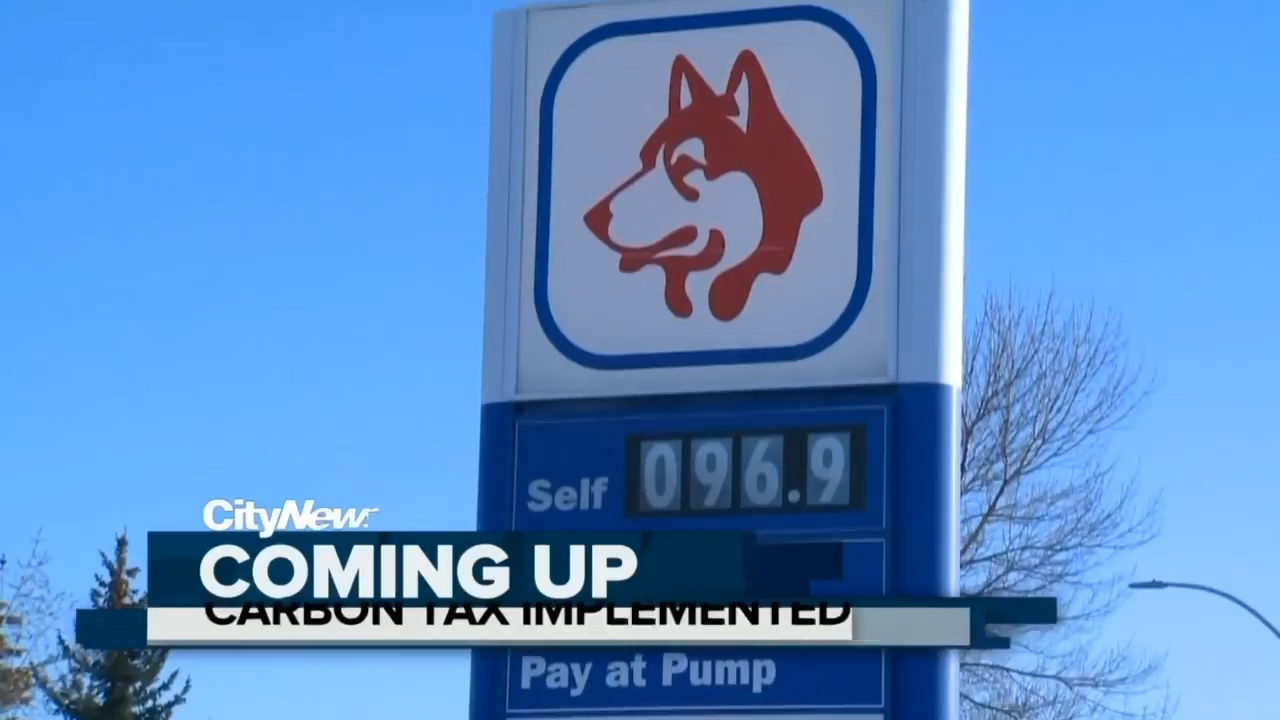 Self 096.9
CityNews
COMING UP
CARBON TAX IMPLEMENTED
Pay at Pump